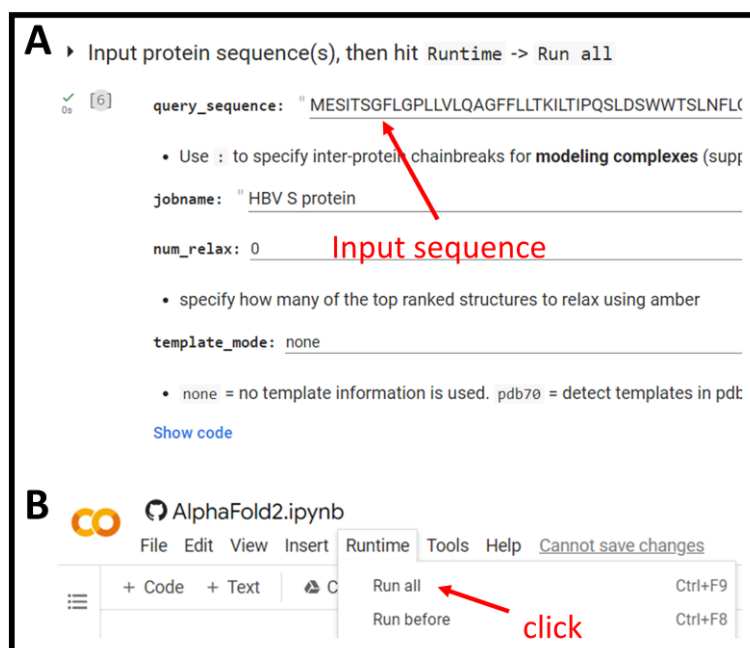 A
Input protein sequence(s), then hit Runtime -> Run all
0s
[6]
query_sequence: " MESITSGFLGPLLVLQAGFFLLTKILTIPQSLDSWWTSLNFLG
• Use : to specify inter-protein chainbreaks for modeling complexes (supp
jobname: " HBV S protein
num_relax: 0
Input sequence
• specify how many of the top ranked structures to relax using amber
template_mode: none
• none = no template information is used. pdb70 = detect templates in pdb
Show code
B
AlphaFold2.ipynb
File Edit View Insert Runtime Tools Help Cannot save changes
+ Code + Text C
Run all Ctrl+F9
Run before Ctrl+F8
click